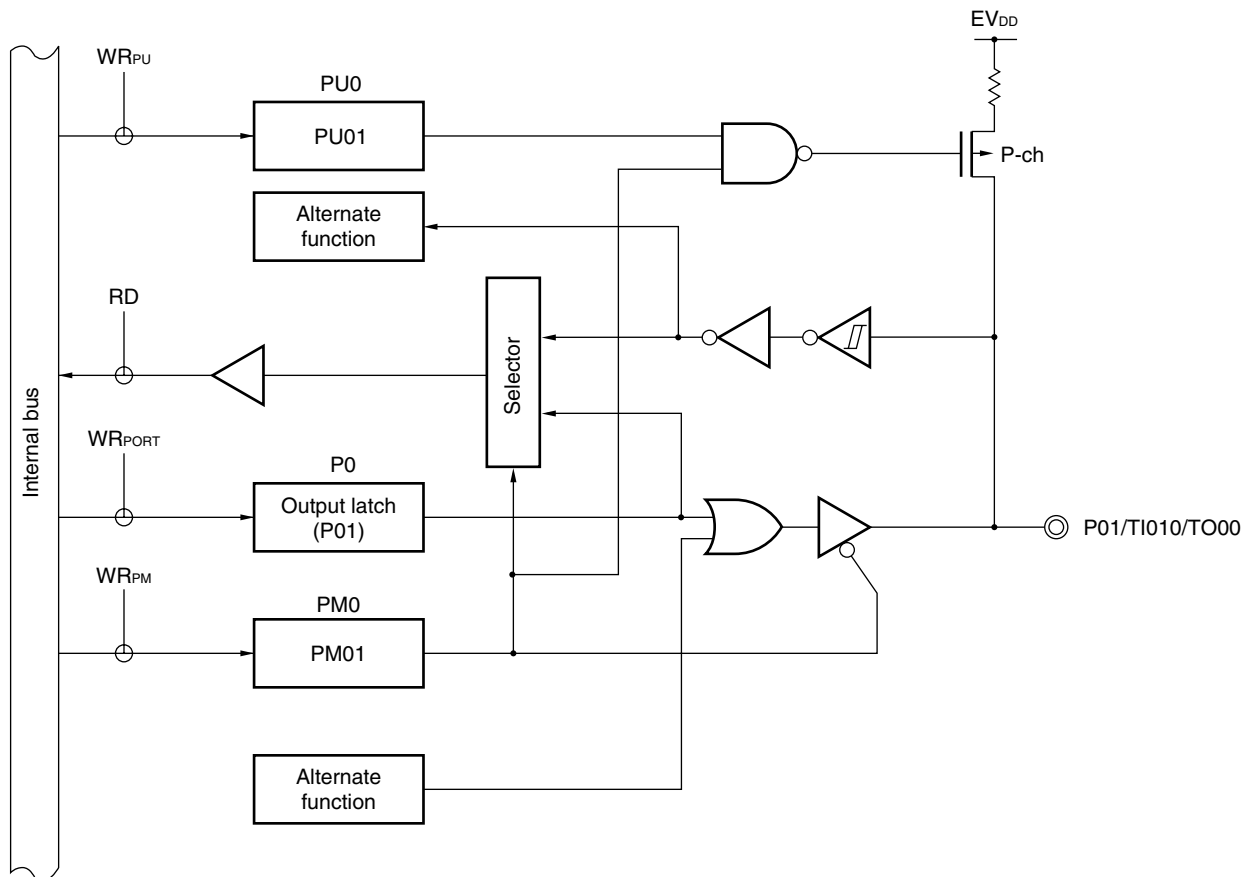 EVDD
WRPU
PU0
PU01
P-ch
Alternate
function
RD
Selector
Internal bus
WRPORT
P0
Output latch
(P01)
P01/TI010/TO00
WRPM
PM0
PM01
Alternate
function